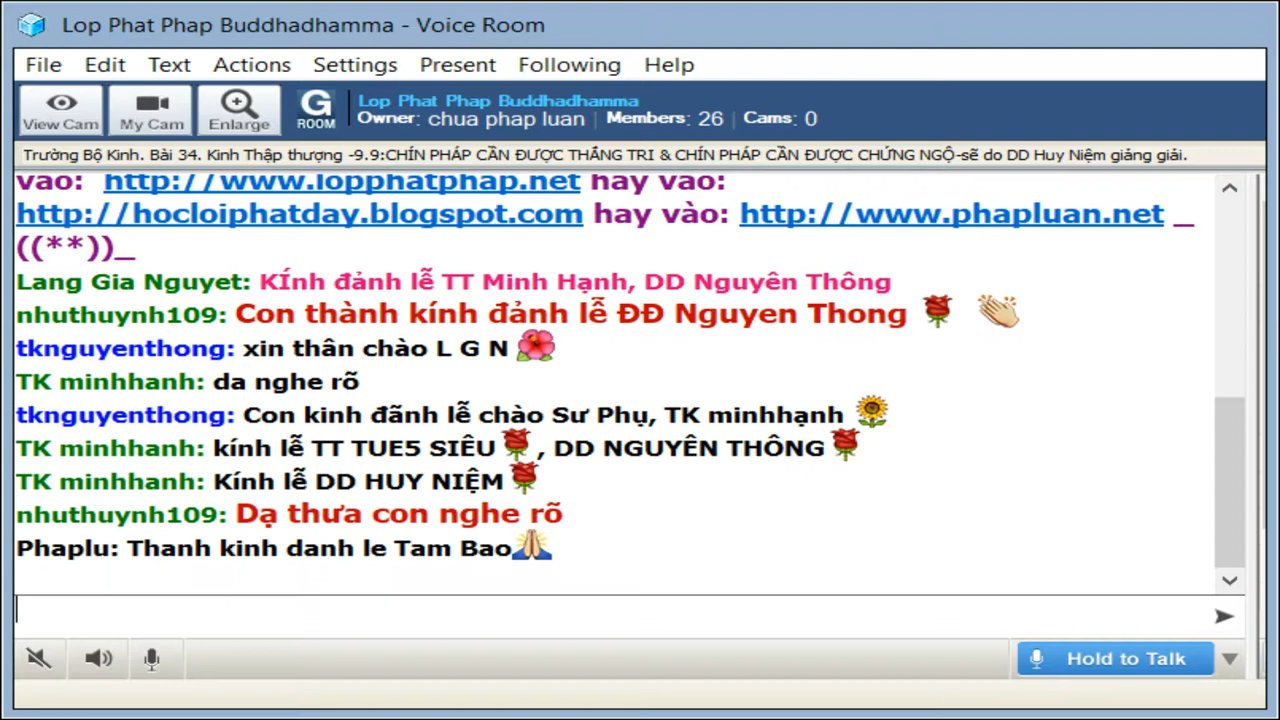 Lop Phat Phap Buddhadhamma - Voice Room
File Edit Text Actions Settings Present Following Help
View Cam My Cam Enlarge G ROOM
Lop Phat Phap Buddhadhamma
Owner: chua phap luan | Members: 26 | Cams: 0
Trường Bộ Kinh. Bài 34. Kinh Thập thượng -9.9:CHÍN PHÁP CẦN ĐƯỢC THẮNG TRI & CHÍN PHÁP CẦN ĐƯỢC CHỨNG NGỘ-sẽ do DD Huy Niệm giảng giải.
vào: http://www.lopphatphap.net hay vào:
http://hocloiphatday.blogspot.com hay vào: http://www.phapluan.net _
((**))_
Lang Gia Nguyet: KÍnh đảnh lễ TT Minh Hạnh, DD Nguyên Thông
nhuthuynh109: Con thành kính đảnh lễ ĐĐ Nguyen Thong
tknguyenthong: xin thân chào L G N
TK minhhanh: da nghe rõ
tknguyenthong: Con kinh đãnh lễ chào Sư Phụ, TK minhhạnh
TK minhhanh: kính lễ TT TUE5 SIÊU, DD NGUYÊN THÔNG
TK minhhanh: Kính lễ DD HUY NIỆM
nhuthuynh109: Dạ thưa con nghe rõ
Phaplu: Thanh kinh danh le Tam Bao
Hold to Talk